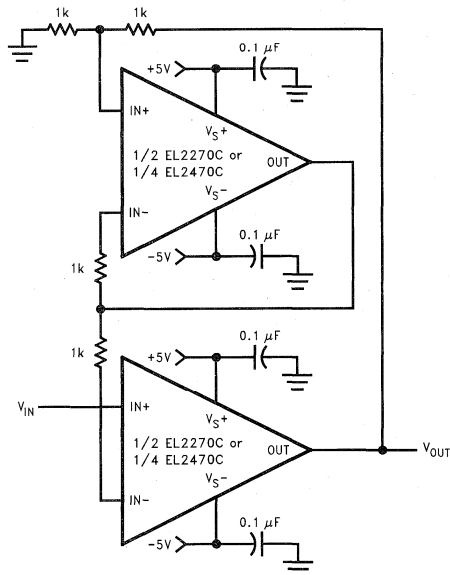 1k 1k
0.1 μF
+5V
IN+
VS+
1/2 EL2270C or
1/4 EL2470C
OUT
VS−
IN−
0.1 μF
−5V
1k
1k
0.1 μF
+5V
VIN
IN+
VS+
1/2 EL2270C or
1/4 EL2470C
OUT
VOUT
VS−
IN−
0.1 μF
−5V